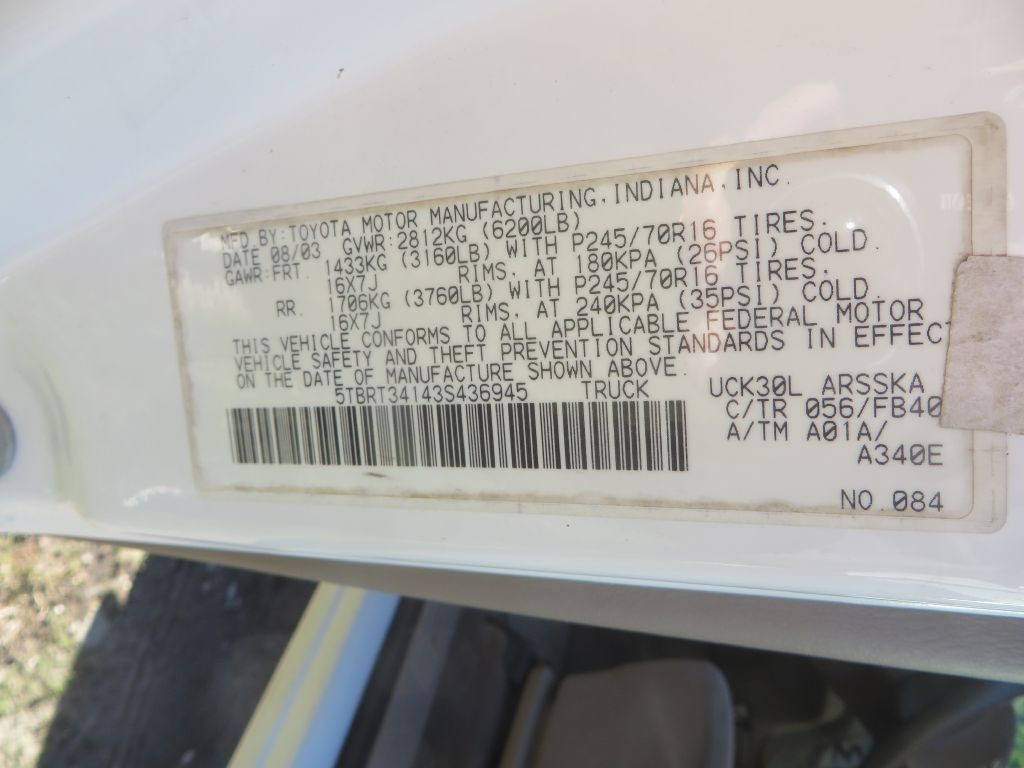 MFD.BY:TOYOTA MOTOR MANUFACTURING,INDIANA,INC.
DATE 08/03 GVWR:2812KG (6200LB)
GAWR:FRT. 1433KG (3160LB) WITH P245/70R16 TIRES.
16X7J RIMS, AT 180KPA (26PSI) COLD.
RR. 1706KG (3760LB) WITH P245/70R16 TIRES.
16X7J RIMS, AT 240KPA (35PSI) COLD.
THIS VEHICLE CONFORMS TO ALL APPLICABLE FEDERAL MOTOR
VEHICLE SAFETY AND THEFT PREVENTION STANDARDS IN EFFECT
ON THE DATE OF MANUFACTURE SHOWN ABOVE.
5TBRT34143S436945 TRUCK UCK30L ARSSKA
C/TR 056/FB40
A/TM A01A/
A340E
NO.084